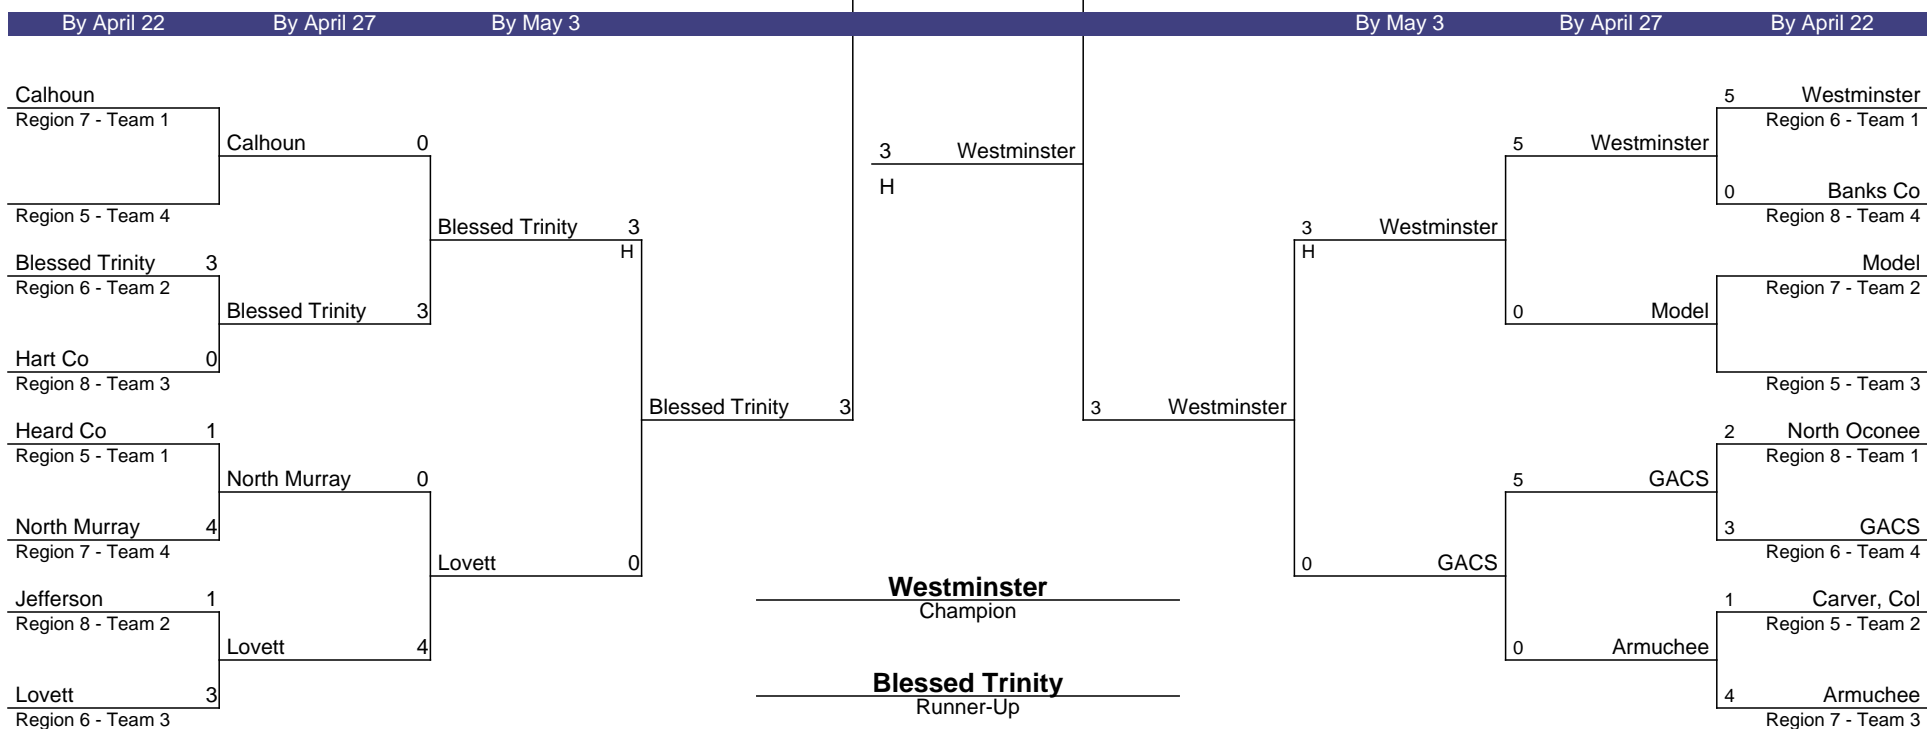 By April 22 By April 27 By May 3 By May 3 By April 27 By April 22
Calhoun
Region 7 - Team 1
Calhoun 0
Region 5 - Team 4
Blessed Trinity 3
H
Blessed Trinity 3
Region 6 - Team 2
Blessed Trinity 3
Hart Co 0
Region 8 - Team 3
Blessed Trinity 3
Heard Co 1
Region 5 - Team 1
North Murray 0
North Murray 4
Region 7 - Team 4
Lovett 0
Jefferson 1
Region 8 - Team 2
Lovett 4
Lovett 3
Region 6 - Team 3
3 Westminster
H
Westminster
Champion
Blessed Trinity
Runner-Up
5 Westminster
Region 6 - Team 1
5 Westminster
0 Banks Co
Region 8 - Team 4
3 Westminster
H
Model
Region 7 - Team 2
0 Model
Region 5 - Team 3
3 Westminster
2 North Oconee
Region 8 - Team 1
5 GACS
3 GACS
Region 6 - Team 4
0 GACS
1 Carver, Col
Region 5 - Team 2
0 Armuchee
4 Armuchee
Region 7 - Team 3